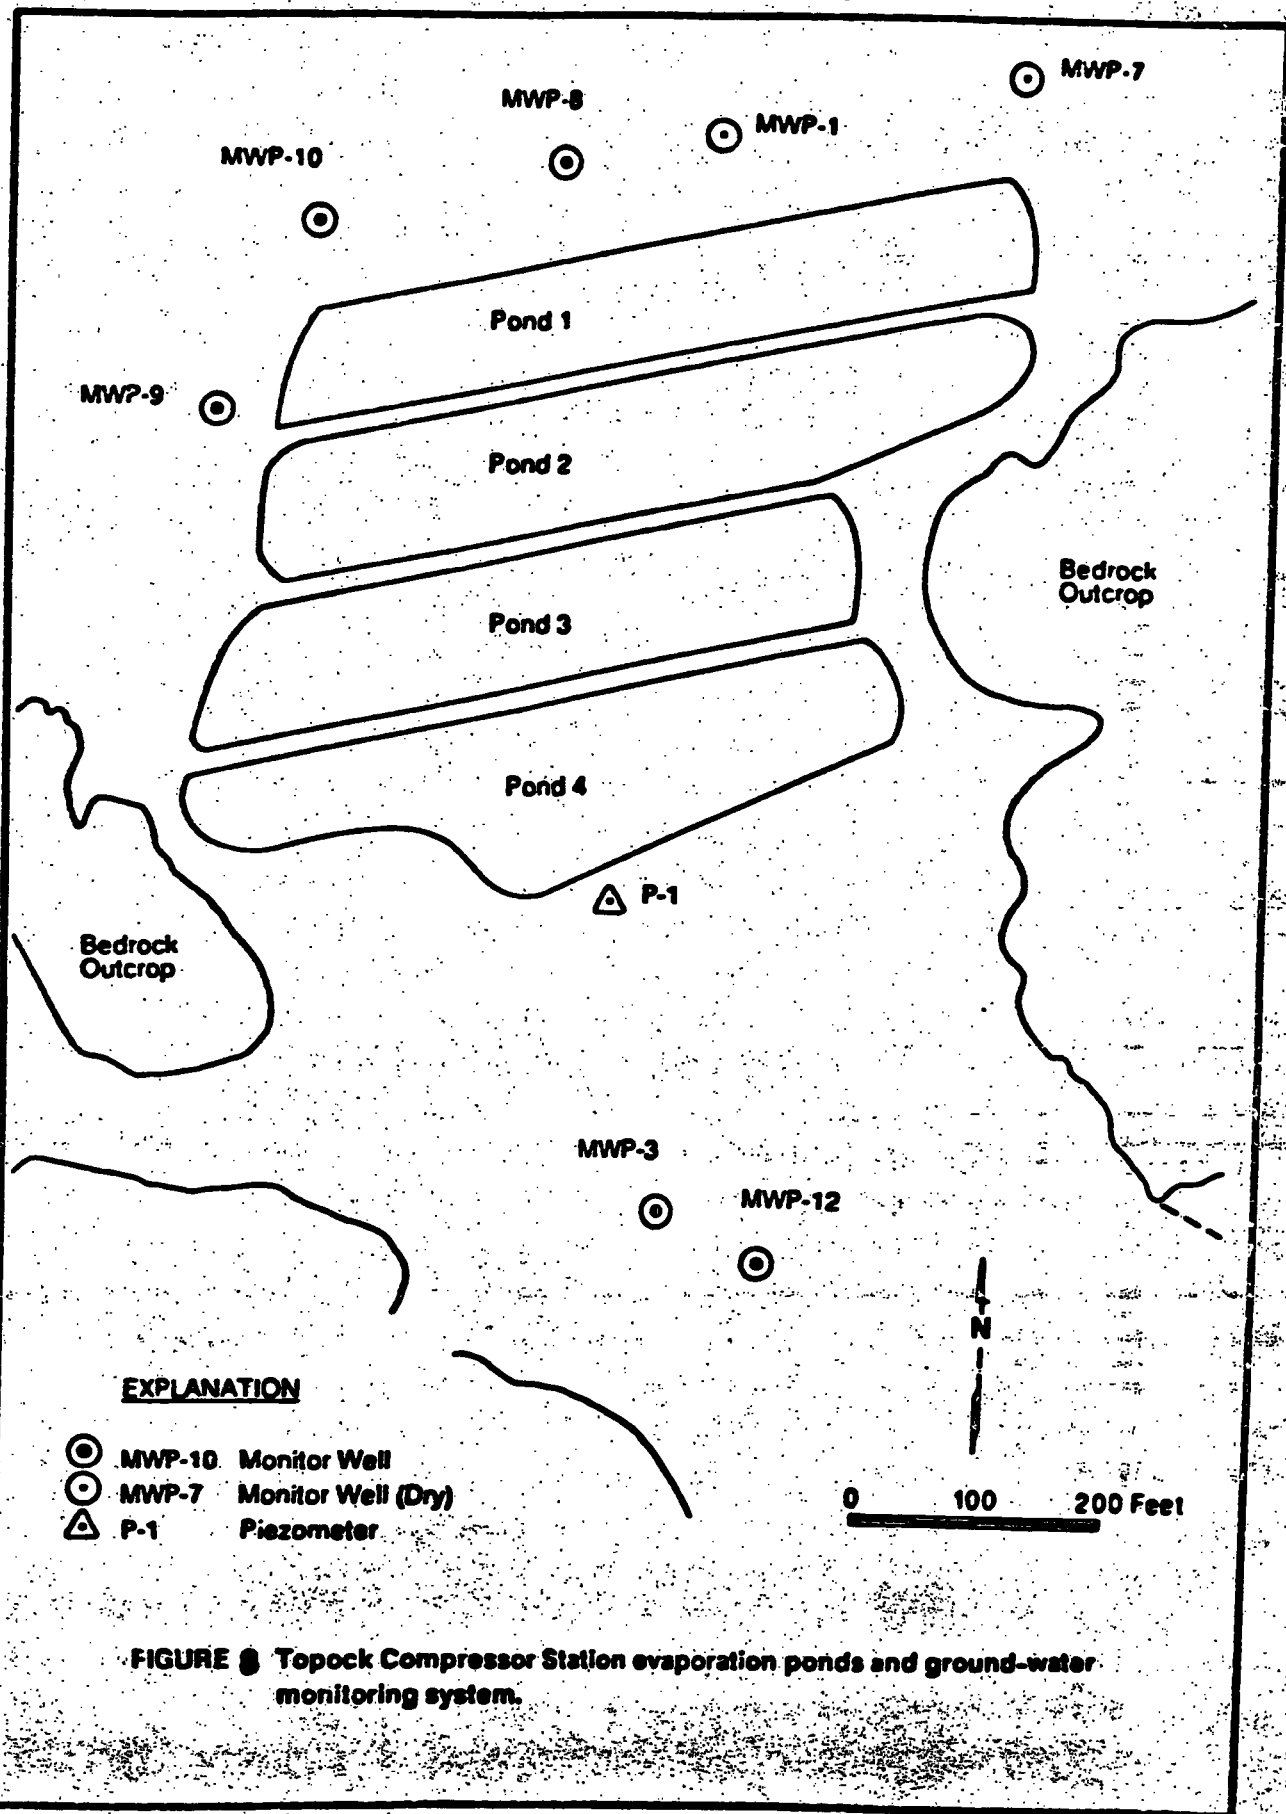 MWP-7
MWP-8
MWP-1
MWP-10
Pond 1
MWP-9
Pond 2
Bedrock
Outcrop
Pond 3
Pond 4
P-1
Bedrock
Outcrop
MWP-3
MWP-12
N
EXPLANATION
MWP-10 Monitor Well
MWP-7 Monitor Well (Dry)
P-1 Piezometer
0 100 200 Feet
FIGURE Topock Compressor Station evaporation ponds and ground-water
monitoring system.